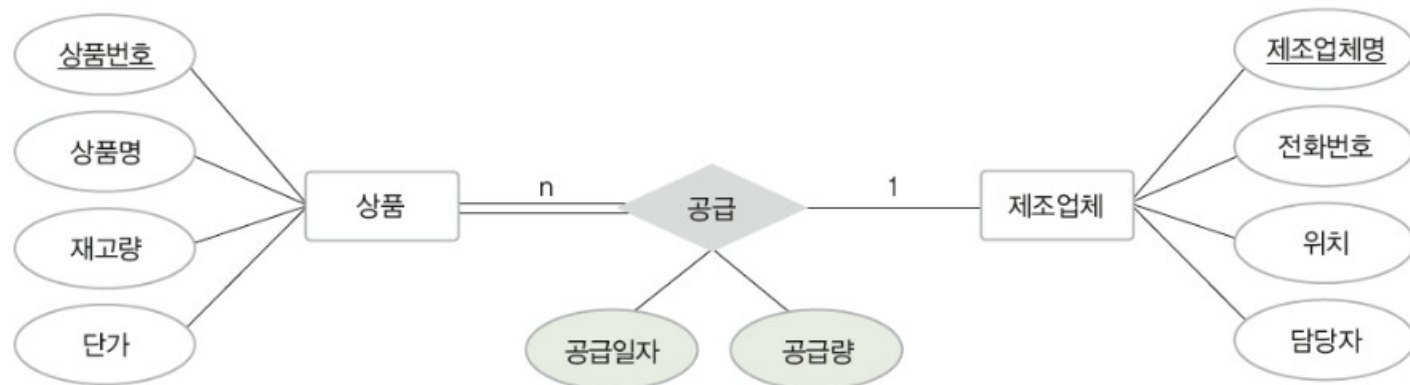 상품번호
상품명
재고량
단가
상품
n
공급
공급일자
공급량
1
제조업체
제조업체명
전화번호
위치
담당자